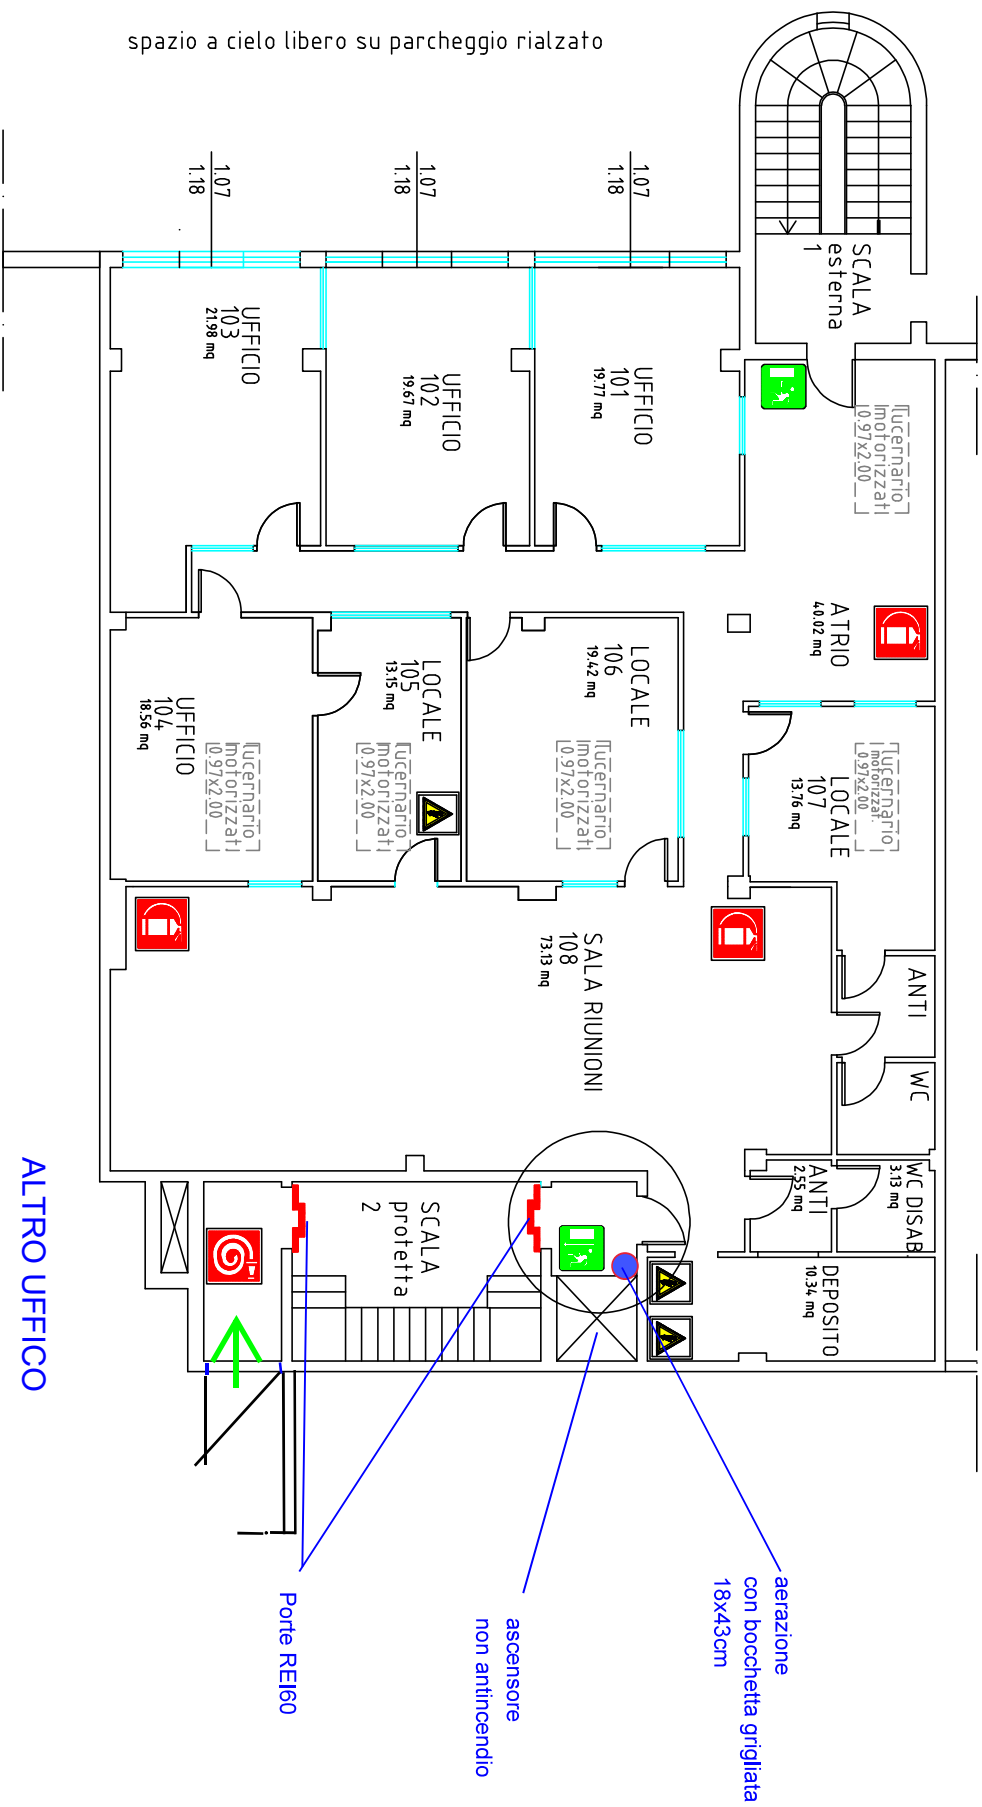 spazio a cielo libero su parcheggio rialzato
1.07
1.18
1.07
1.18
1.07
1.18
SCALA
esterna
1
UFFICIO
103
21.98 mq
UFFICIO
102
19.67 mq
UFFICIO
101
19.77 mq
lucernario
motorizzat
0.97x2.00
ATRIO
40.02 mq
UFFICIO
104
18.56 mq
lucernario
motorizzat
0.97x2.00
LOCALE
105
13.15 mq
lucernario
motorizzat
0.97x2.00
LOCALE
106
19.42 mq
lucernario
motorizzat
0.97x2.00
LOCALE
107
13.76 mq
lucernario
motorizzat.
0.97x2.00
SALA RIUNIONI
108
73.13 mq
ANTI
WC
WC DISAB.
3.13 mq
ANTI
2.55 mq
DEPOSITO
10.34 mq
SCALA
protetta
2
ALTRO UFFICO
Porte REI60
ascensore
non antincendio
aerazione
con bocchetta grigliata
18x43cm